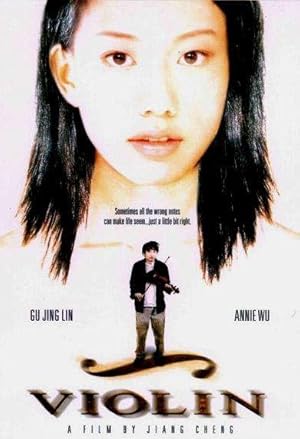 Sometimes all the wrong notes
can make life seem...just a little bit right.
GU JING LIN
ANNIE WU
VIOLIN
A FILM BY JIANG CHENG